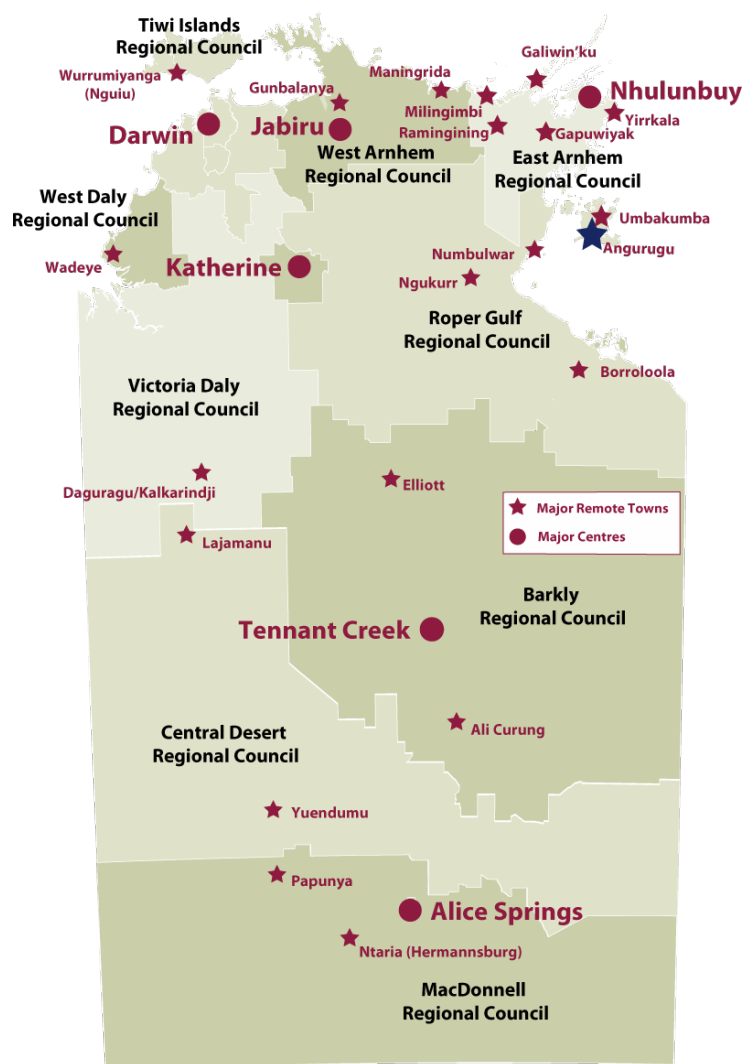 Tiwi Islands
Regional Council
Wurrumiyanga
(Nguiu)
Gunbalanya
Maningrida
Galiwin’ku
Nhulunbuy
Milingimbi
Yirrkala
Darwin
Jabiru
Ramingining
Gapuwiyak
West Arnhem
Regional Council
East Arnhem
Regional Council
West Daly
Regional Council
Umbakumba
Angurugu
Wadeye
Katherine
Numbulwar
Ngukurr
Roper Gulf
Regional Council
Borroloola
Victoria Daly
Regional Council
Daguragu/Kalkarindji
Elliott
Major Remote Towns
Major Centres
Lajamanu
Barkly
Regional Council
Tennant Creek
Ali Curung
Central Desert
Regional Council
Yuendumu
Papunya
Alice Springs
Ntaria (Hermannsburg)
MacDonnell
Regional Council